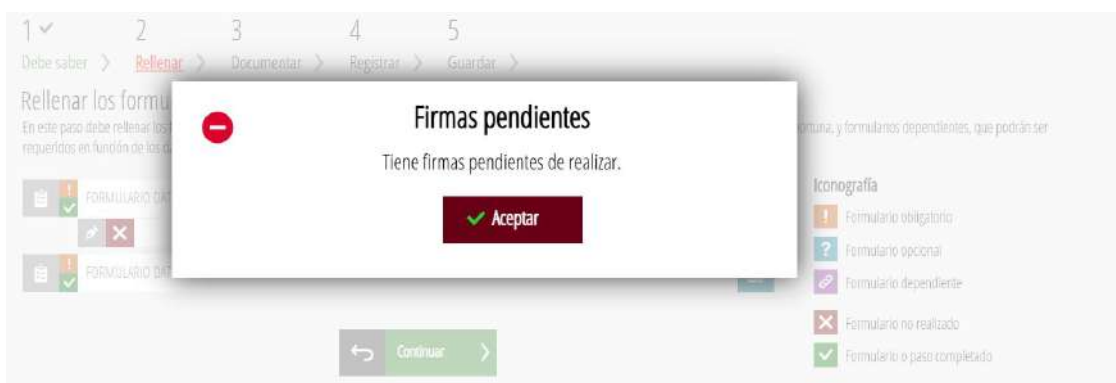 1 2 3 4 5
Debe saber Rellenar Documentar Registrar Guardar
Rellenar los formu
En este paso debe rellenar los f
ortuna, y formularios dependientes, que podrán ser
requeridos en función de los da
Firmas pendientes
Tiene firmas pendientes de realizar.
Aceptar
FORMULARIO DAT
FORMULARIO DAT
Continuar
Iconografía
! Formulario obligatorio
? Formulario opcional
Formulario dependiente
Formulario no realizado
Formulario o paso completado